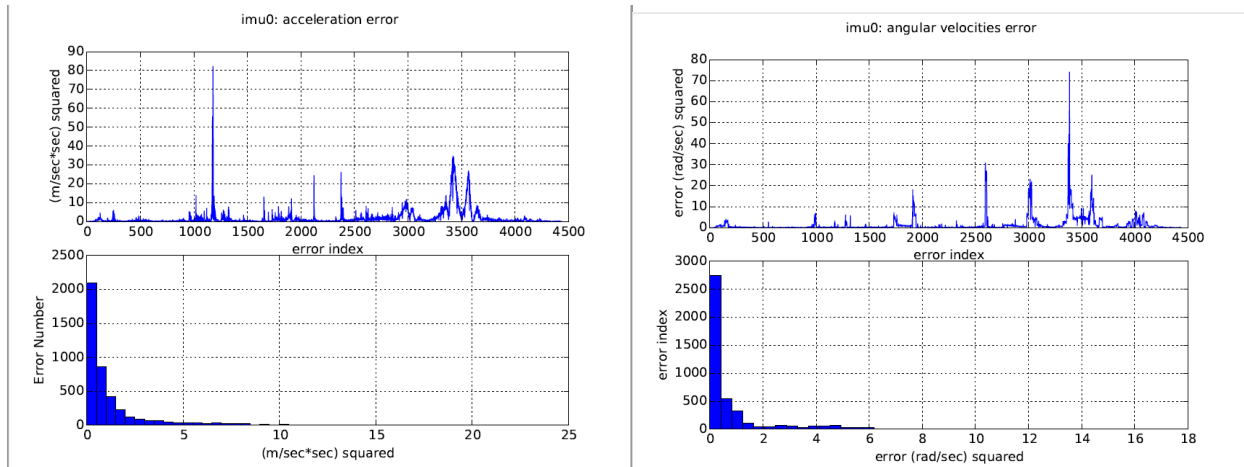 imu0: acceleration error
(m/sec*sec) squared
90
80
70
60
50
40
30
20
10
0
0 500 1000 1500 2000 2500 3000 3500 4000 4500
error index
Error Number
2500
2000
1500
1000
500
0
0 5 10 15 20 25
(m/sec*sec) squared
imu0: angular velocities error
error (rad/sec) squared
80
70
60
50
40
30
20
10
0
0 500 1000 1500 2000 2500 3000 3500 4000 4500
error index
error index
3000
2500
2000
1500
1000
500
0
0 2 4 6 8 10 12 14 16 18
error (rad/sec) squared